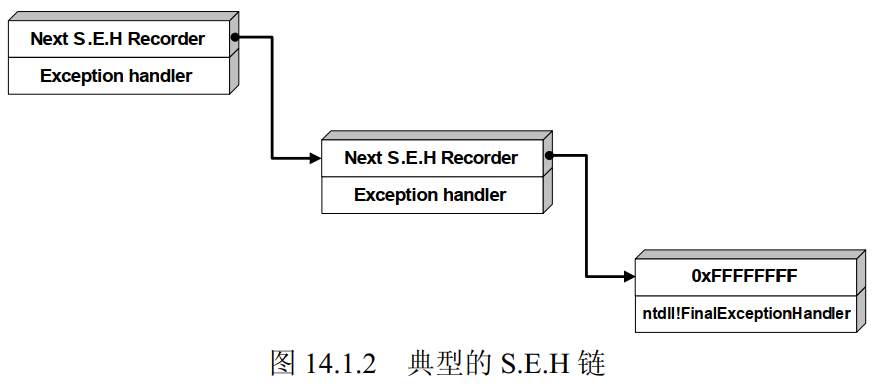 Next S.E.H Recorder
Exception handler
Next S.E.H Recorder
Exception handler
0xFFFFFFFF
ntdll!FinalExceptionHandler
图 14.1.2 典型的 S.E.H 链